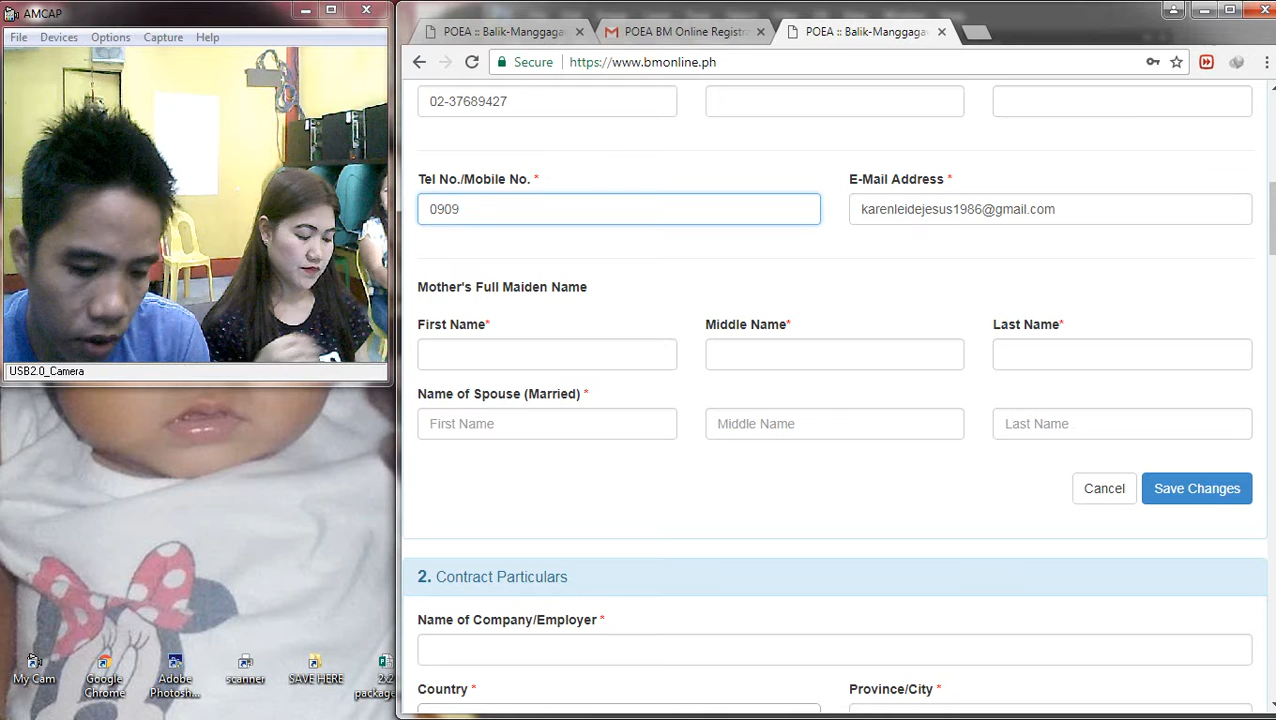 AMCAP
File Devices Options Capture Help
USB2.0_Camera
My Cam
Google Chrome
Adobe Photosh...
scanner
SAVE HERE
2x2 package
POEA :: Balik-Manggaga
POEA BM Online Registra
POEA :: Balik-Manggaga
Secure https://www.bmonline.ph
02-37689427
Tel No./Mobile No. * E-Mail Address *
0909 karenleidejesus1986@gmail.com
Mother's Full Maiden Name
First Name* Middle Name* Last Name*
Name of Spouse (Married) *
First Name Middle Name Last Name
Cancel Save Changes
2. Contract Particulars
Name of Company/Employer *
Country * Province/City *